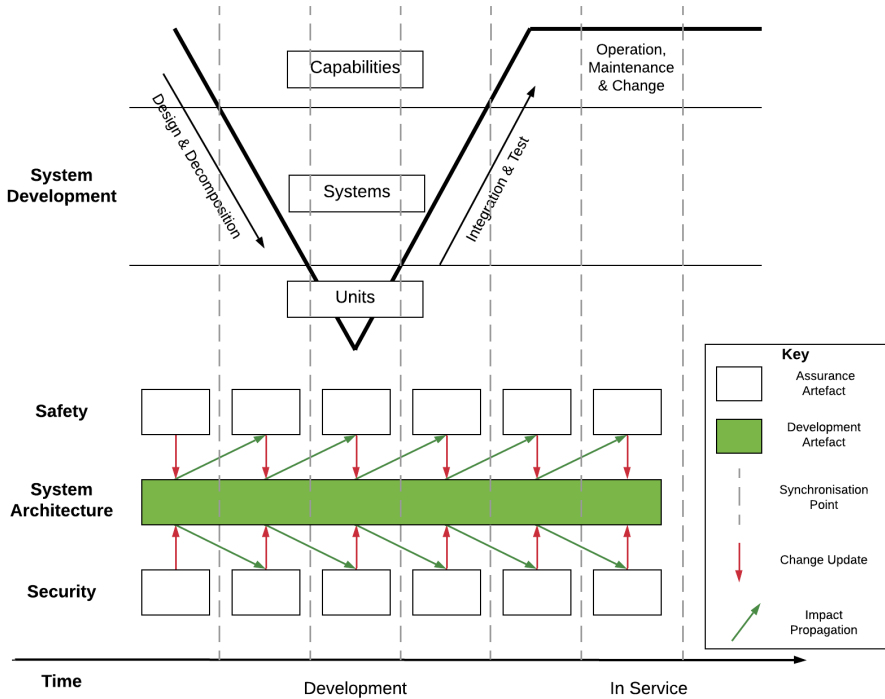 Capabilities
Operation,
Maintenance
& Change
Design & Decomposition
System
Development
Systems
Integration & Test
Units
Key
Assurance
Artefact
Safety
Development
Artefact
System
Architecture
Synchronisation
Point
Change Update
Security
Impact
Propagation
Time
Development
In Service